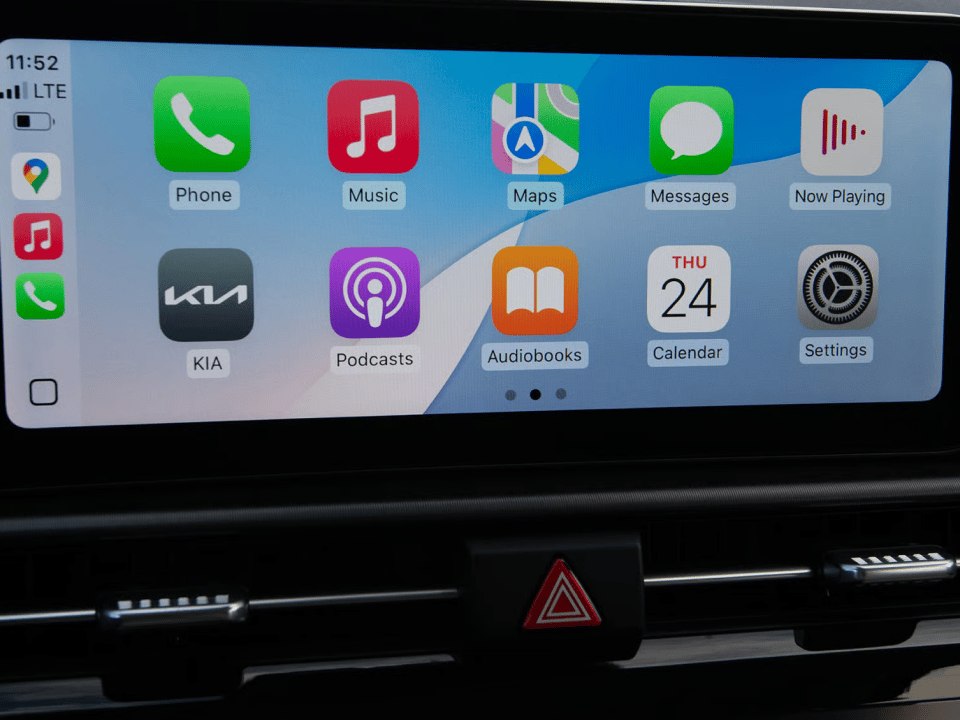 11:52
LTE
Phone
Music
Maps
Messages
Now Playing
KIA
KIA
Podcasts
Audiobooks
THU
24
Calendar
Settings